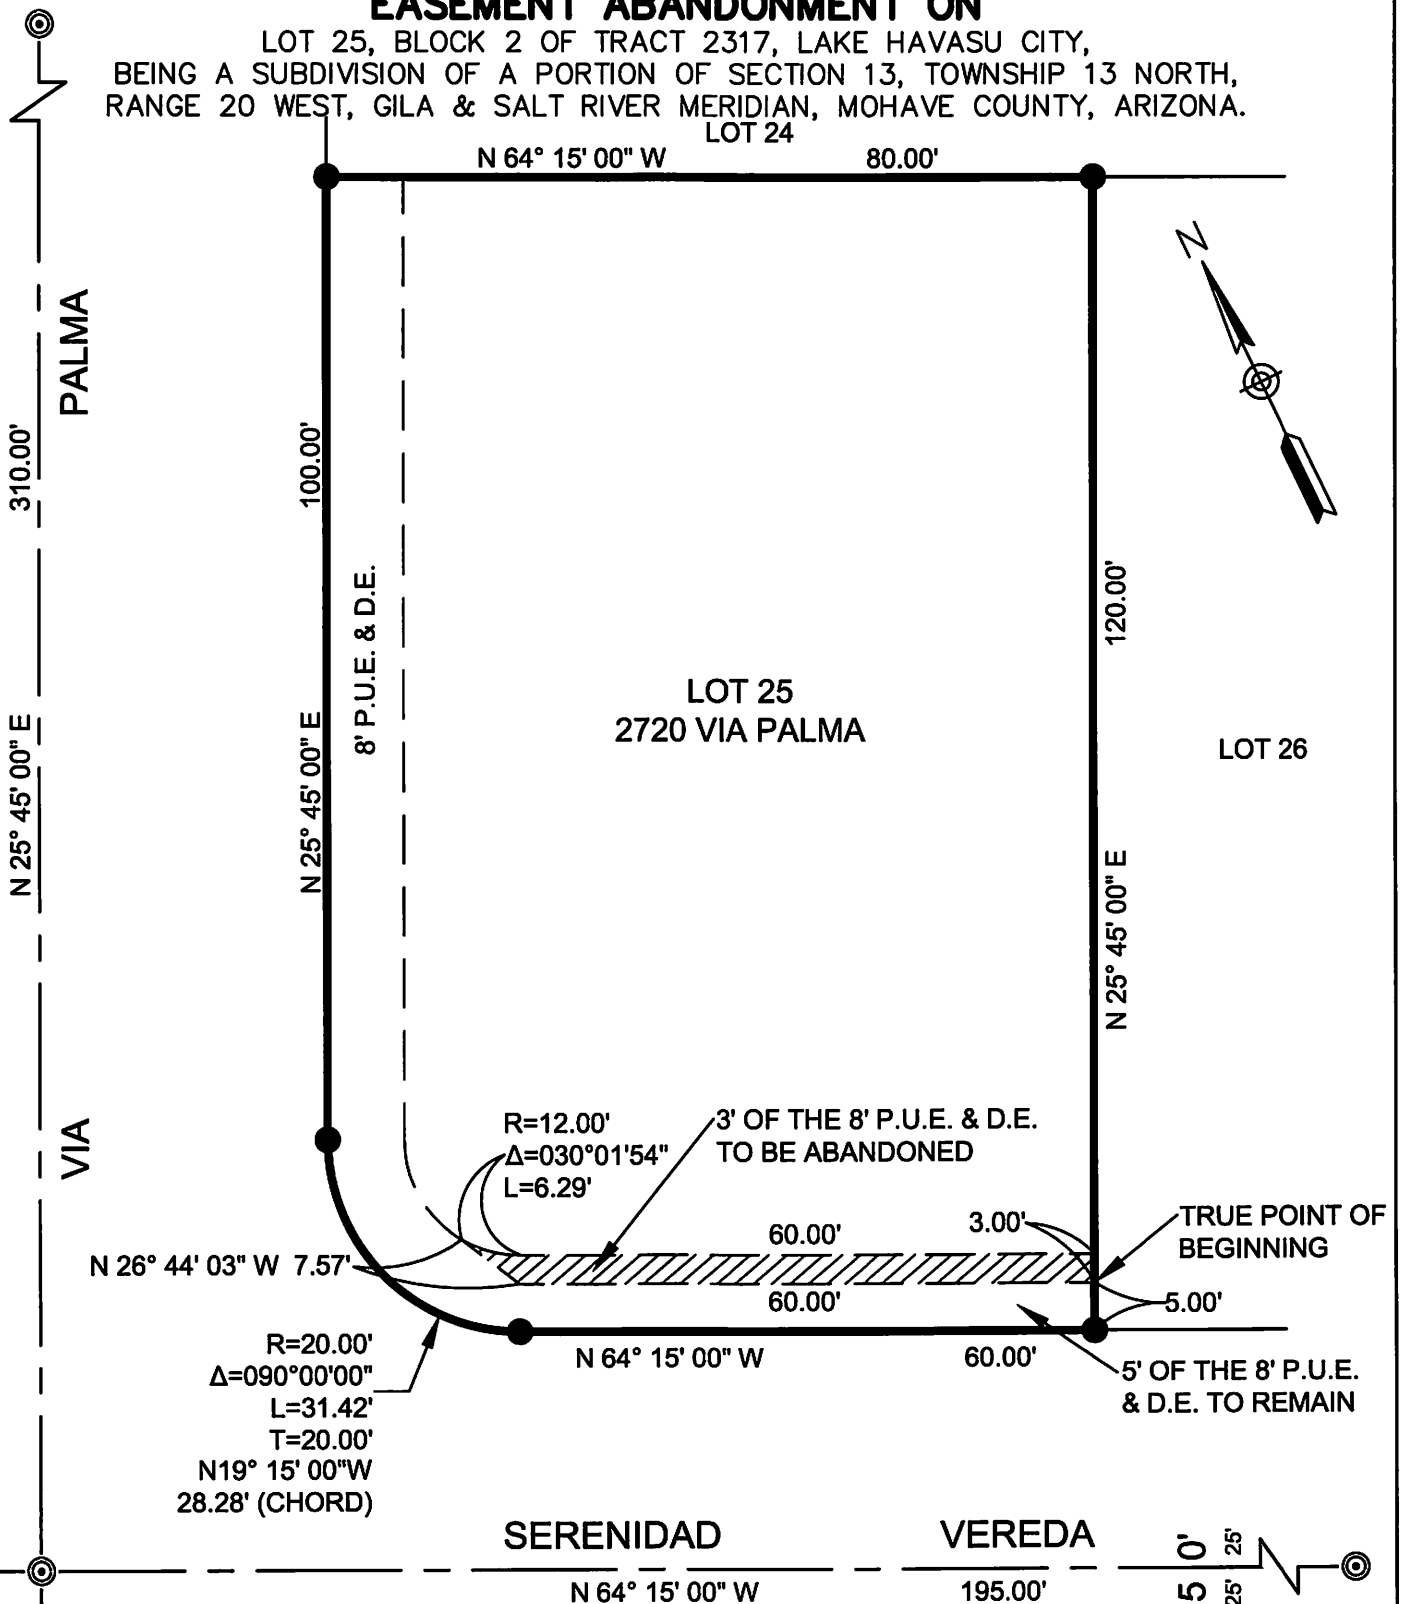 EASEMENT ABANDONMENT ON
LOT 25, BLOCK 2 OF TRACT 2317, LAKE HAVASU CITY,
BEING A SUBDIVISION OF A PORTION OF SECTION 13, TOWNSHIP 13 NORTH,
RANGE 20 WEST, GILA & SALT RIVER MERIDIAN, MOHAVE COUNTY, ARIZONA.
LOT 24
N 64° 15' 00" W
80.00'
N
PALMA
310.00'
100.00'
8' P.U.E. & D.E.
120.00'
LOT 25
2720 VIA PALMA
LOT 26
N 25° 45' 00" E
N 25° 45' 00" E
N 25° 45' 00" E
VIA
R=12.00'
Δ=030°01'54"
L=6.29'
3' OF THE 8' P.U.E. & D.E.
TO BE ABANDONED
60.00'
3.00'
TRUE POINT OF
BEGINNING
N 26° 44' 03" W 7.57'
60.00'
5.00'
R=20.00'
Δ=090°00'00"
L=31.42'
T=20.00'
N19° 15' 00"W
28.28' (CHORD)
N 64° 15' 00" W
60.00'
5' OF THE 8' P.U.E.
& D.E. TO REMAIN
SERENIDAD
VEREDA
50'
25'
25'
N 64° 15' 00" W
195.00'